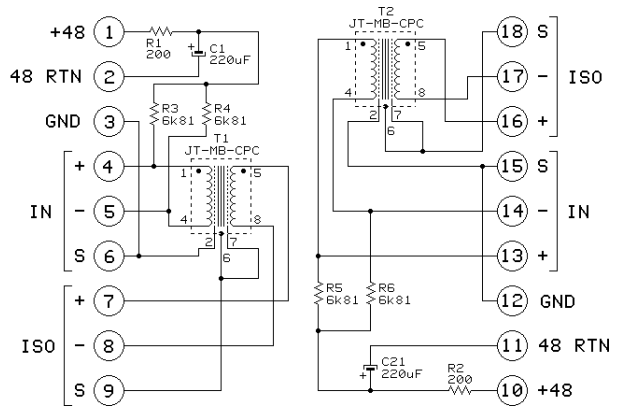 +48 1
R1
200
+ C1
220uF
48 RTN 2
R3
6k81
R4
6k81
GND 3
T1
JT-MB-CPC
+ 4
1 5
IN - 5
4 8
2 7
6
S 6
+ 7
ISO - 8
S 9
T2
JT-MB-CPC
1 5
4 8
2 7
6
18 S
17 - ISO
16 +
15 S
14 - IN
13 +
R5
6k81
R6
6k81
12 GND
11 48 RTN
C21
+ 220uF
R2
200
10 +48